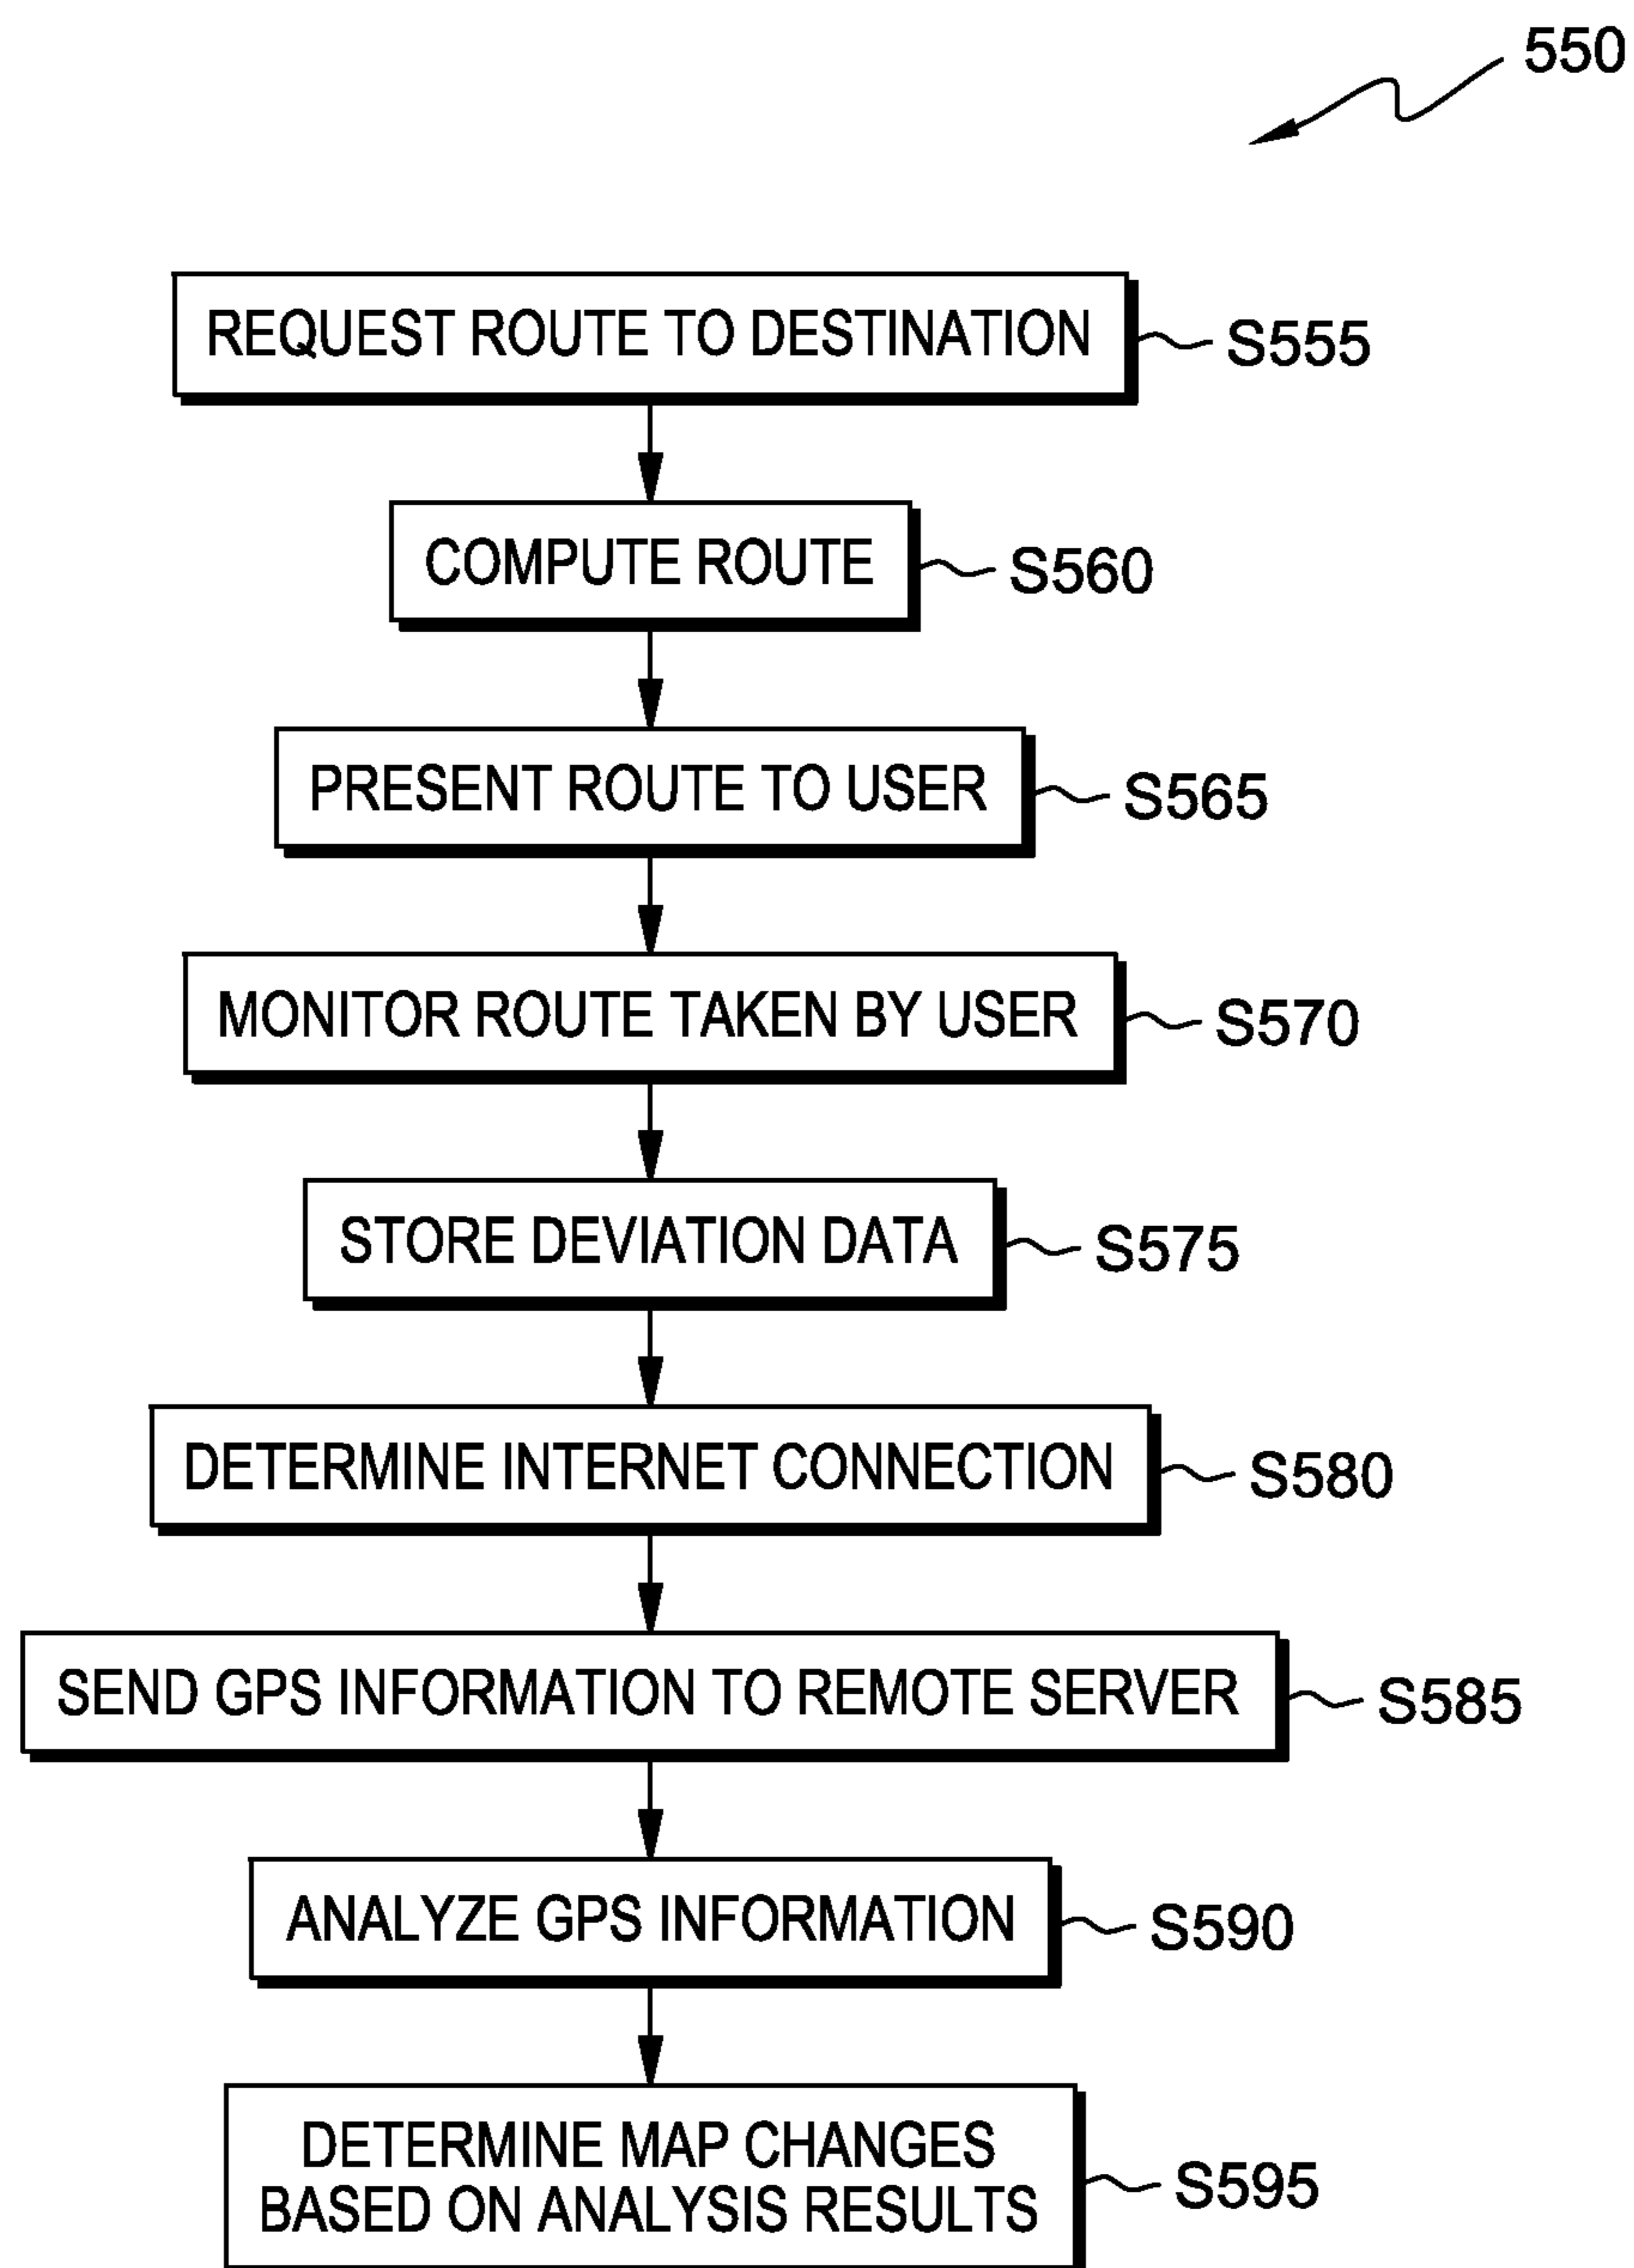 550
REQUEST ROUTE TO DESTINATION
S555
COMPUTE ROUTE
S560
PRESENT ROUTE TO USER
S565
MONITOR ROUTE TAKEN BY USER
S570
STORE DEVIATION DATA
S575
DETERMINE INTERNET CONNECTION
S580
SEND GPS INFORMATION TO REMOTE SERVER
S585
ANALYZE GPS INFORMATION
S590
DETERMINE MAP CHANGES
BASED ON ANALYSIS RESULTS
S595